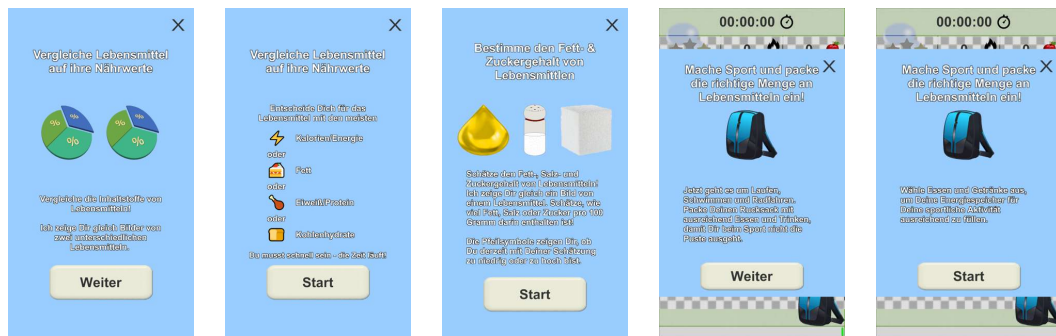 X
Vergleiche Lebensmittel
auf ihre Nährwerte
%
%
%
%
%
%
Vergleiche die Inhaltstoffe von
Lebensmitteln!
Ich zeige Dir gleich Bilder von
zwei unterschiedlichen
Lebensmitteln.
Weiter
X
Vergleiche Lebensmittel
auf ihre Nährwerte
Entscheide Dich für das
Lebensmittel mit den meisten
Kalorien/Energie
oder
Fett
oder
Eiweiß/Protein
oder
Kohlenhydrate
Du musst schnell sein - die Zeit läuft!
Start
X
Bestimme den Fett- &
Zuckergehalt von
Lebensmittlen
Schätze den Fett-, Salz- und
Zuckergehalt von Lebensmitteln!
Ich zeige Dir gleich ein Bild von
einem Lebensmittel. Schätze, wie
viel Fett, Salz oder Zucker pro 100
Gramm darin enthalten ist!
Die Pfeilsymbole zeigen Dir, ob
Du derzeit mit Deiner Schätzung
zu niedrig oder zu hoch bist.
Start
00:00:00
X
Mache Sport und packe
die richtige Menge an
Lebensmitteln ein!
Jetzt geht es um Laufen,
Schwimmen und Radfahren.
Packe Deinen Rucksack mit
ausreichend Essen und Trinken,
damit Dir beim Sport nicht die
Puste ausgeht.
Weiter
00:00:00
X
Mache Sport und packe
die richtige Menge an
Lebensmitteln ein!
Wähle Essen und Getränke aus,
um Deine Energiespeicher für
Deine sportliche Aktivität
ausreichend zu füllen.
Start